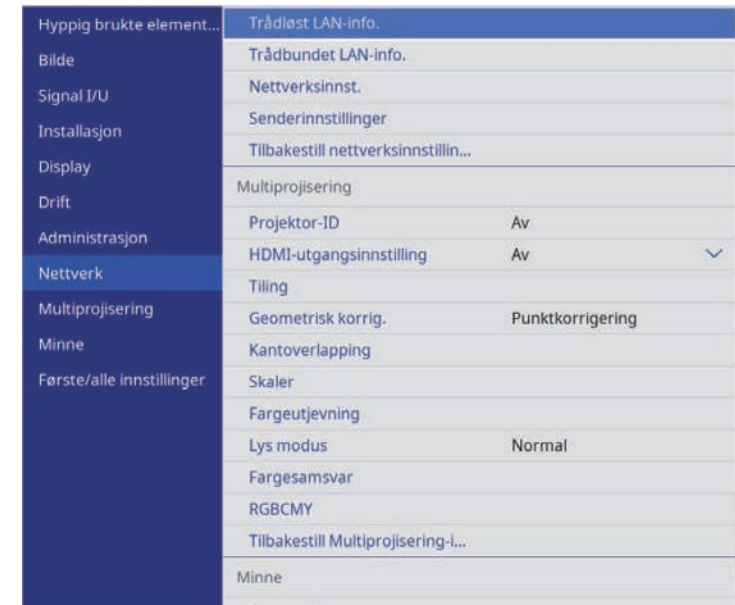 Hyppig brukte element...
Bilde
Signal I/U
Installasjon
Display
Drift
Administrasjon
Nettverk
Multiprojisering
Minne
Første/alle innstillinger
Trådløst LAN-info.
Trådbundet LAN-info.
Nettverksinnst.
Senderinnstillinger
Tilbakestill nettverksinnstillin...
Multiprojisering
Projektor-ID Av
HDMI-utgangsinnstilling Av
Tiling
Geometrisk korrig. Punktkorrigering
Kantoverlapping
Skaler
Fargeutjevning
Lys modus Normal
Fargesamsvar
RGBCMY
Tilbakestill Multiprojisering-i...
Minne